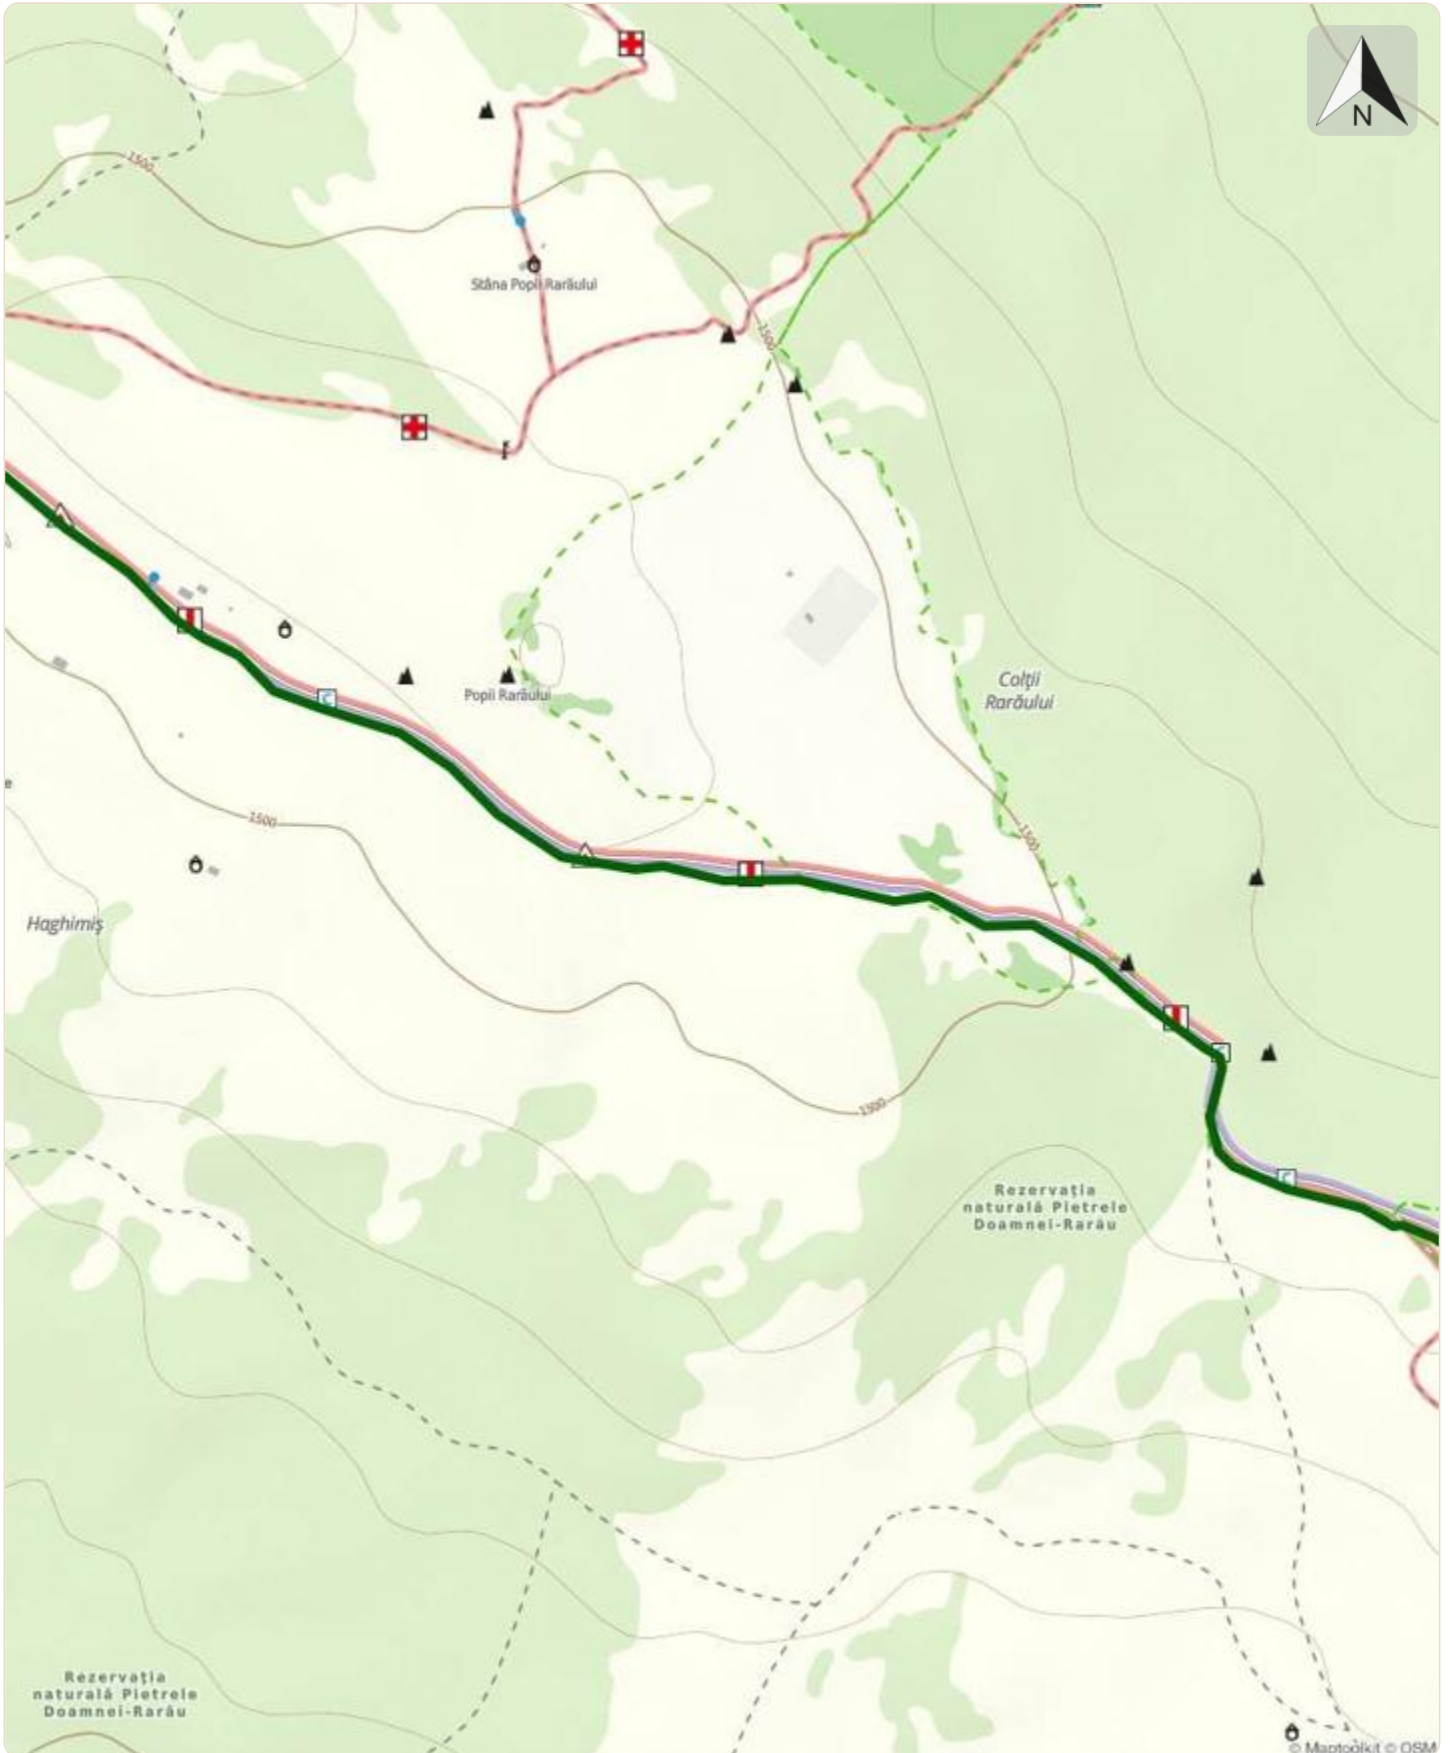 N
1500
Stâna Popii Rarăului
1500
Colții
Rarăului
Popii Rarăului
e
1500
1500
Haghimiș
1500
Rezervația
naturală Pietrele
Doamnei-Rarău
Rezervația
naturală Pietrele
Doamnei-Rarău
© Maptoolkit © OSM